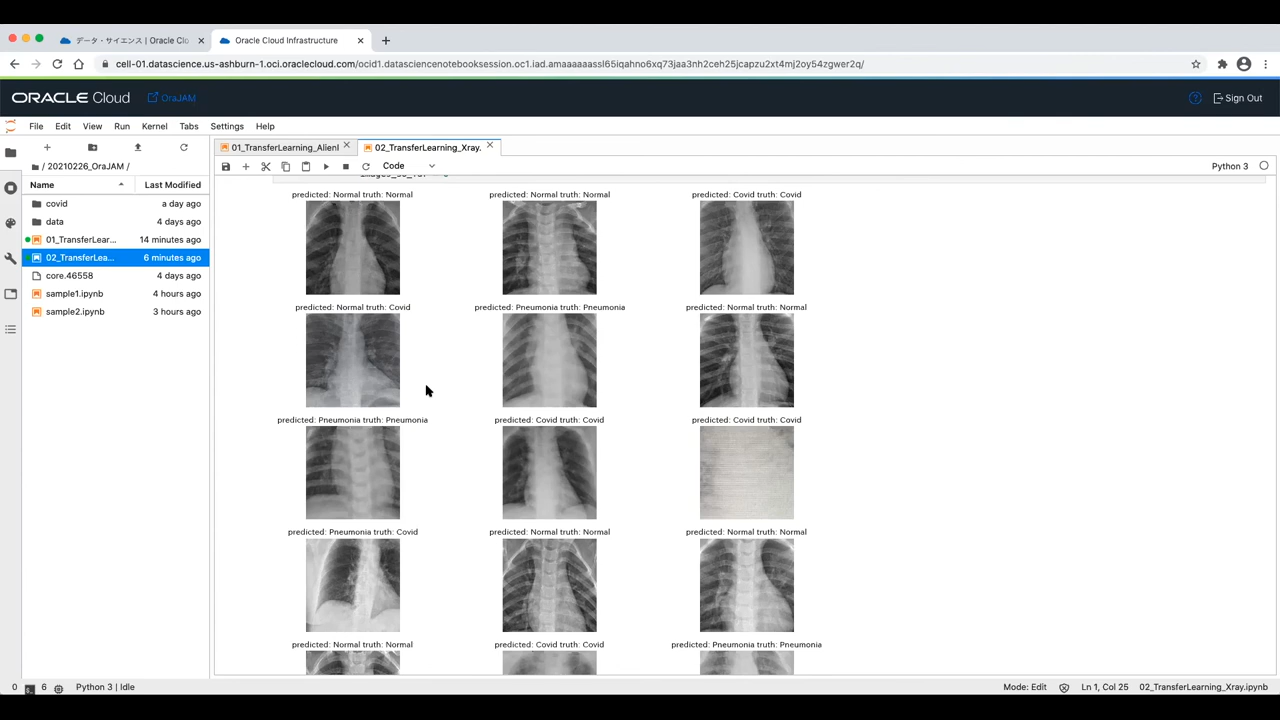 データ・サイエンス | Oracle Clo
Oracle Cloud Infrastructure
cell-01.datascience.us-ashburn-1.oci.oraclecloud.com/ocid1.datasciencenotebooksession.oc1.iad.amaaaaaassl65iqahno6xq73jaa3nh2ceh25jcapzu2xt4mj2oy54zgwer2q/
ORACLE Cloud OraJAM Sign Out
File Edit View Run Kernel Tabs Settings Help
01_TransferLearning_Alienl 02_TransferLearning_Xray.
/ 20210226_OraJAM /
Code Python 3
Name Last Modified
covid a day ago
data 4 days ago
01_TransferLear... 14 minutes ago
02_TransferLea... 6 minutes ago
core.46558 4 days ago
sample1.ipynb 4 hours ago
sample2.ipynb 3 hours ago
predicted: Normal truth: Normal predicted: Normal truth: Normal predicted: Covid truth: Covid
predicted: Normal truth: Covid predicted: Pneumonia truth: Pneumonia predicted: Normal truth: Normal
predicted: Pneumonia truth: Pneumonia predicted: Covid truth: Covid predicted: Covid truth: Covid
predicted: Pneumonia truth: Covid predicted: Normal truth: Normal predicted: Normal truth: Normal
predicted: Normal truth: Normal predicted: Covid truth: Covid predicted: Pneumonia truth: Pneumonia
0 6 Python 3 | Idle Mode: Edit Ln 1, Col 25 02_TransferLearning_Xray.ipynb